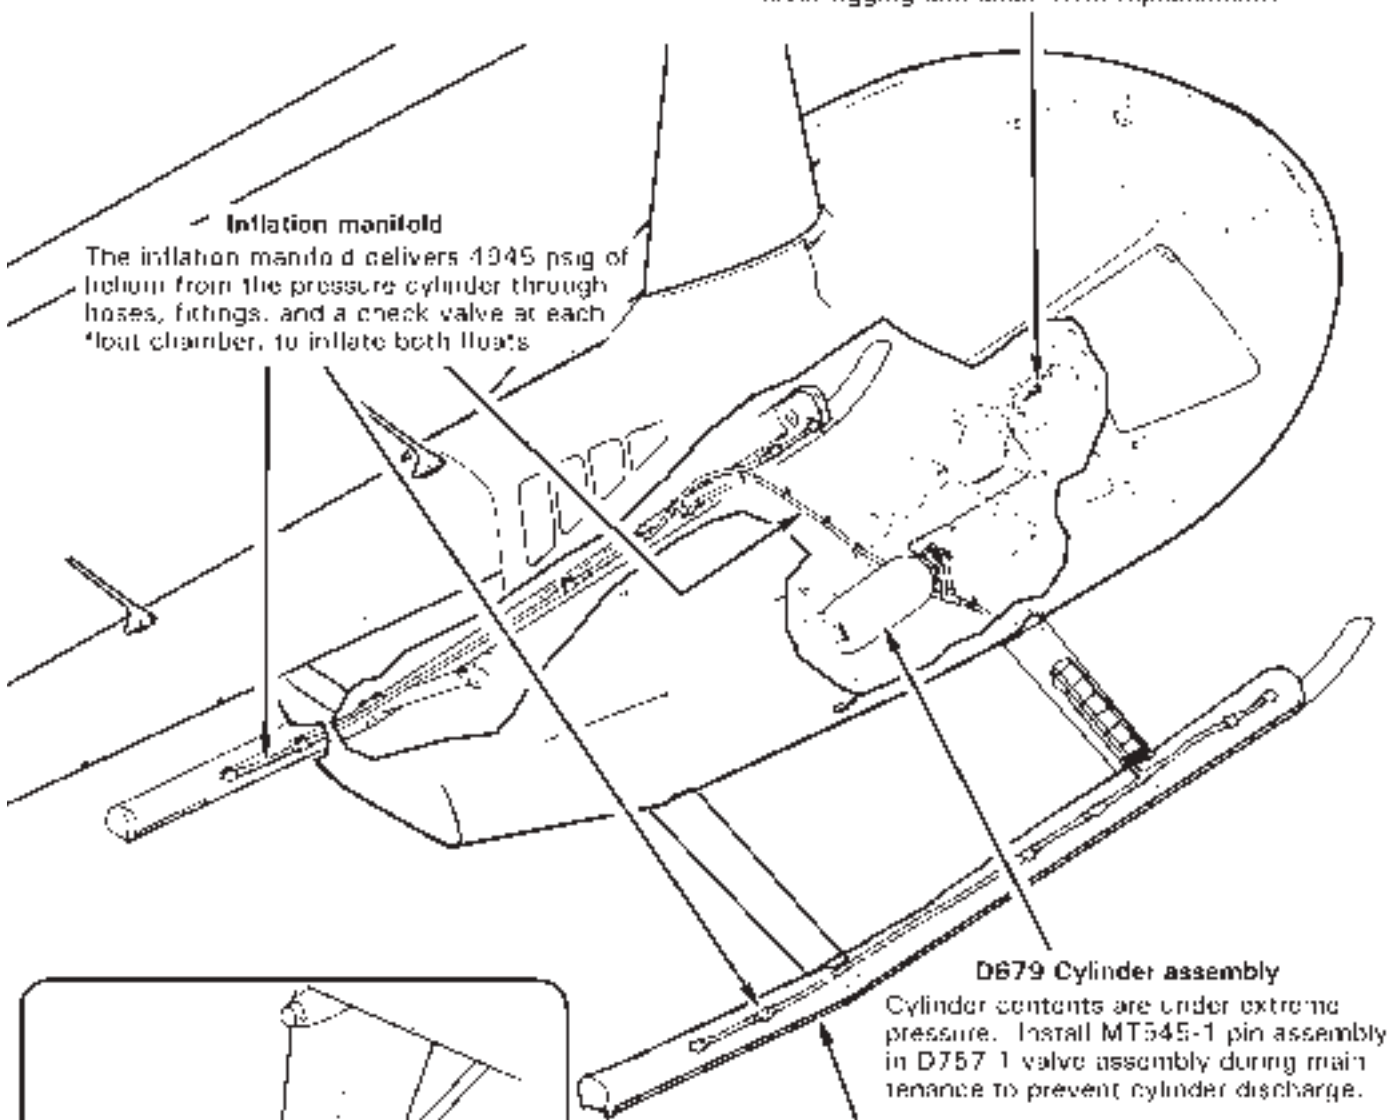 Inflation manifold
The inflation manifold delivers 4945 psig of
helium from the pressure cylinder through
hoses, fittings, and a check valve at each
float chamber, to inflate both floats
D679 Cylinder assembly
Cylinder contents are under extreme
pressure. Install MT545-1 pin assembly
in D757-1 valve assembly during main
tenance to prevent cylinder discharge.